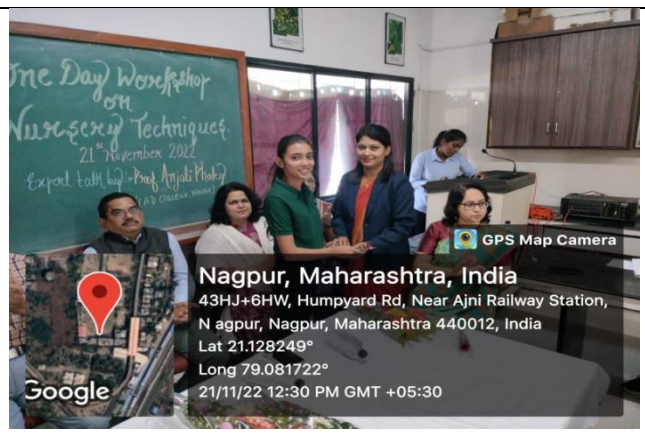 One Day Workshop
on
Nursery Techniques
21st November 2022
Expert talk by:- Prof. Anjali
GPS Map Camera
Nagpur, Maharashtra, India
43HJ+6HW, Humpyard Rd, Near Ajni Railway Station,
N agpur, Nagpur, Maharashtra 440012, India
Lat 21.128249°
Long 79.081722°
21/11/22 12:30 PM GMT +05:30
Google